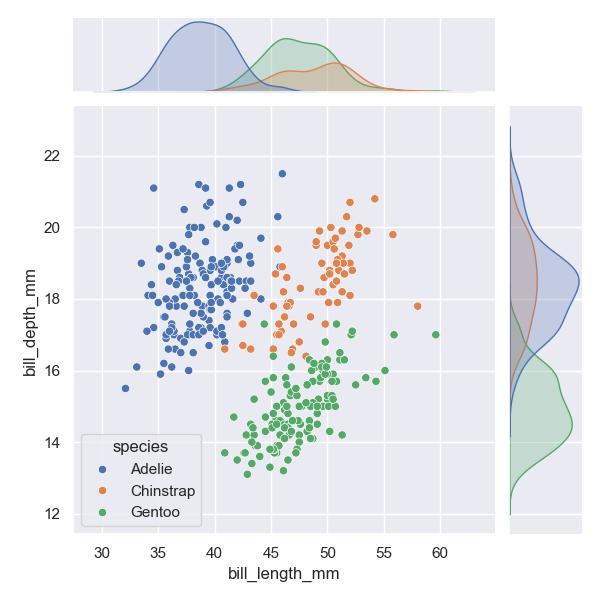 22
20
18
16
14
12
bill_depth_mm
species
Adelie
Chinstrap
Gentoo
30 35 40 45 50 55 60
bill_length_mm